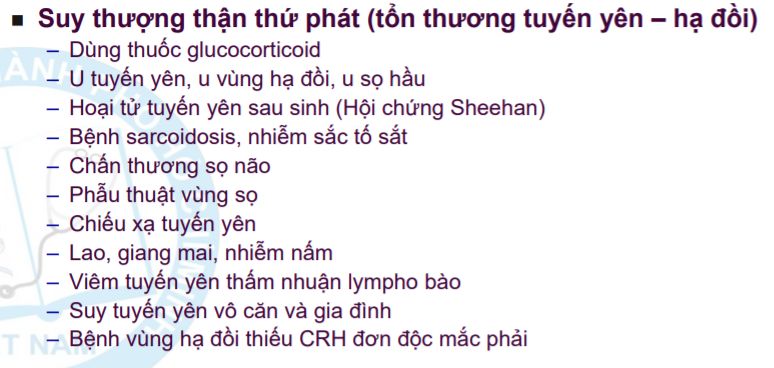 ■ Suy thượng thận thứ phát (tổn thương tuyến yên – hạ đồi)
– Dùng thuốc glucocorticoid
– U tuyến yên, u vùng hạ đồi, u sọ hầu
– Hoại tử tuyến yên sau sinh (Hội chứng Sheehan)
– Bệnh sarcoidosis, nhiễm sắc tố sắt
– Chấn thương sọ não
– Phẫu thuật vùng sọ
– Chiếu xạ tuyến yên
– Lao, giang mai, nhiễm nấm
– Viêm tuyến yên thấm nhuận lympho bào
– Suy tuyến yên vô căn và gia đình
– Bệnh vùng hạ đồi thiếu CRH đơn độc mắc phải